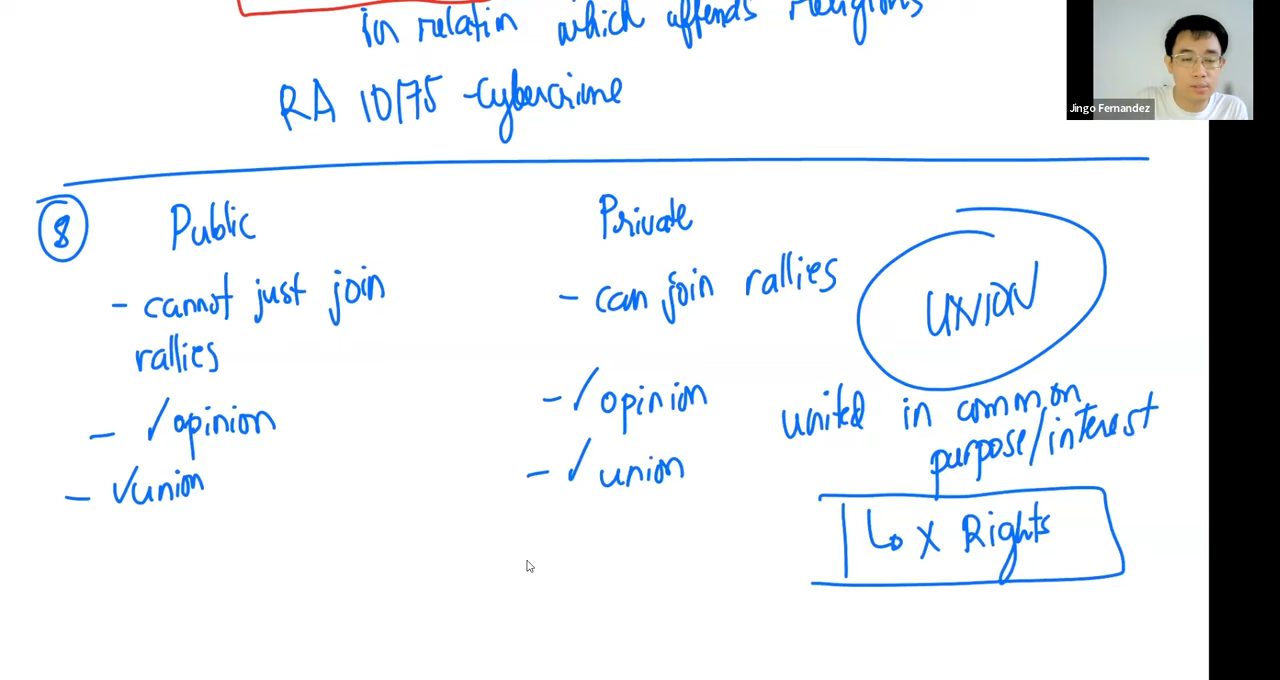 in relatin which offends religions
RA 10175 -Cybercrime
Jingo Fernandez
8
Public
- cannot just join
rallies
- ✓ opinion
- ✓ union
Private
- can join rallies
- ✓ opinion
- ✓ union
UNION
united in common
purpose/interest
↳ X Rights